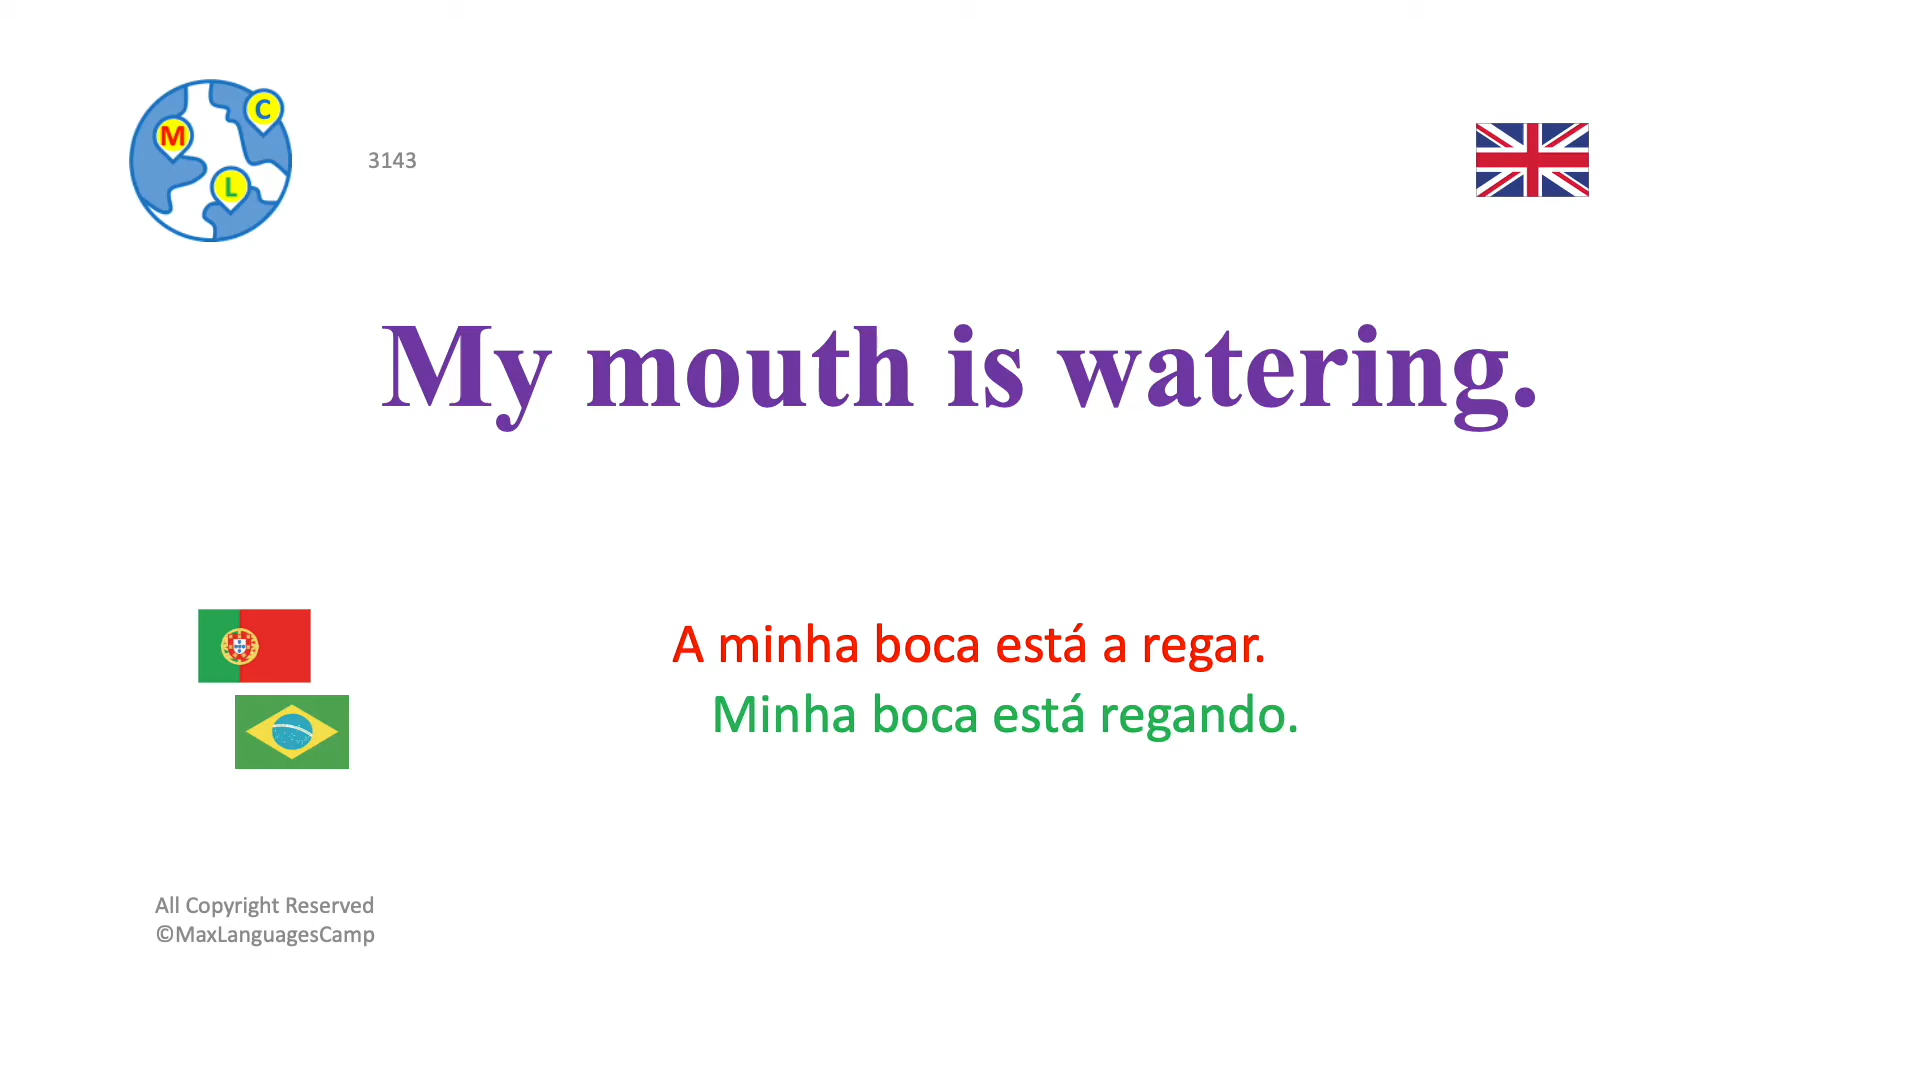 M
C
L
3143
My mouth is watering.
A minha boca está a regar.
Minha boca está regando.
All Copyright Reserved
©MaxLanguagesCamp